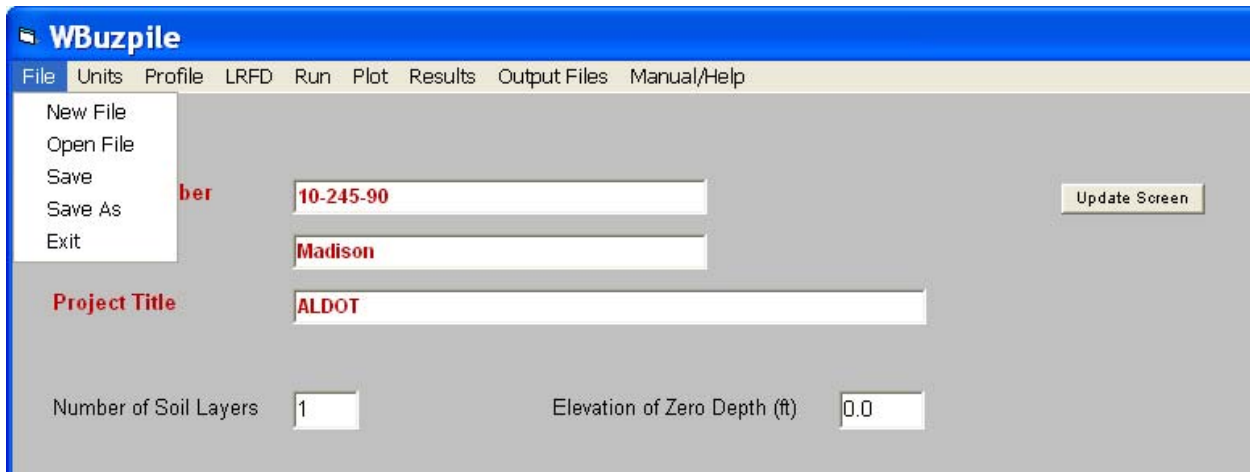 WBuzpile
File Units Profile LRFD Run Plot Results Output Files Manual/Help
New File
Open File
Save
Save As
Exit
ber
10-245-90
Update Screen
Madison
Project Title
ALDOT
Number of Soil Layers
1
Elevation of Zero Depth (ft)
0.0